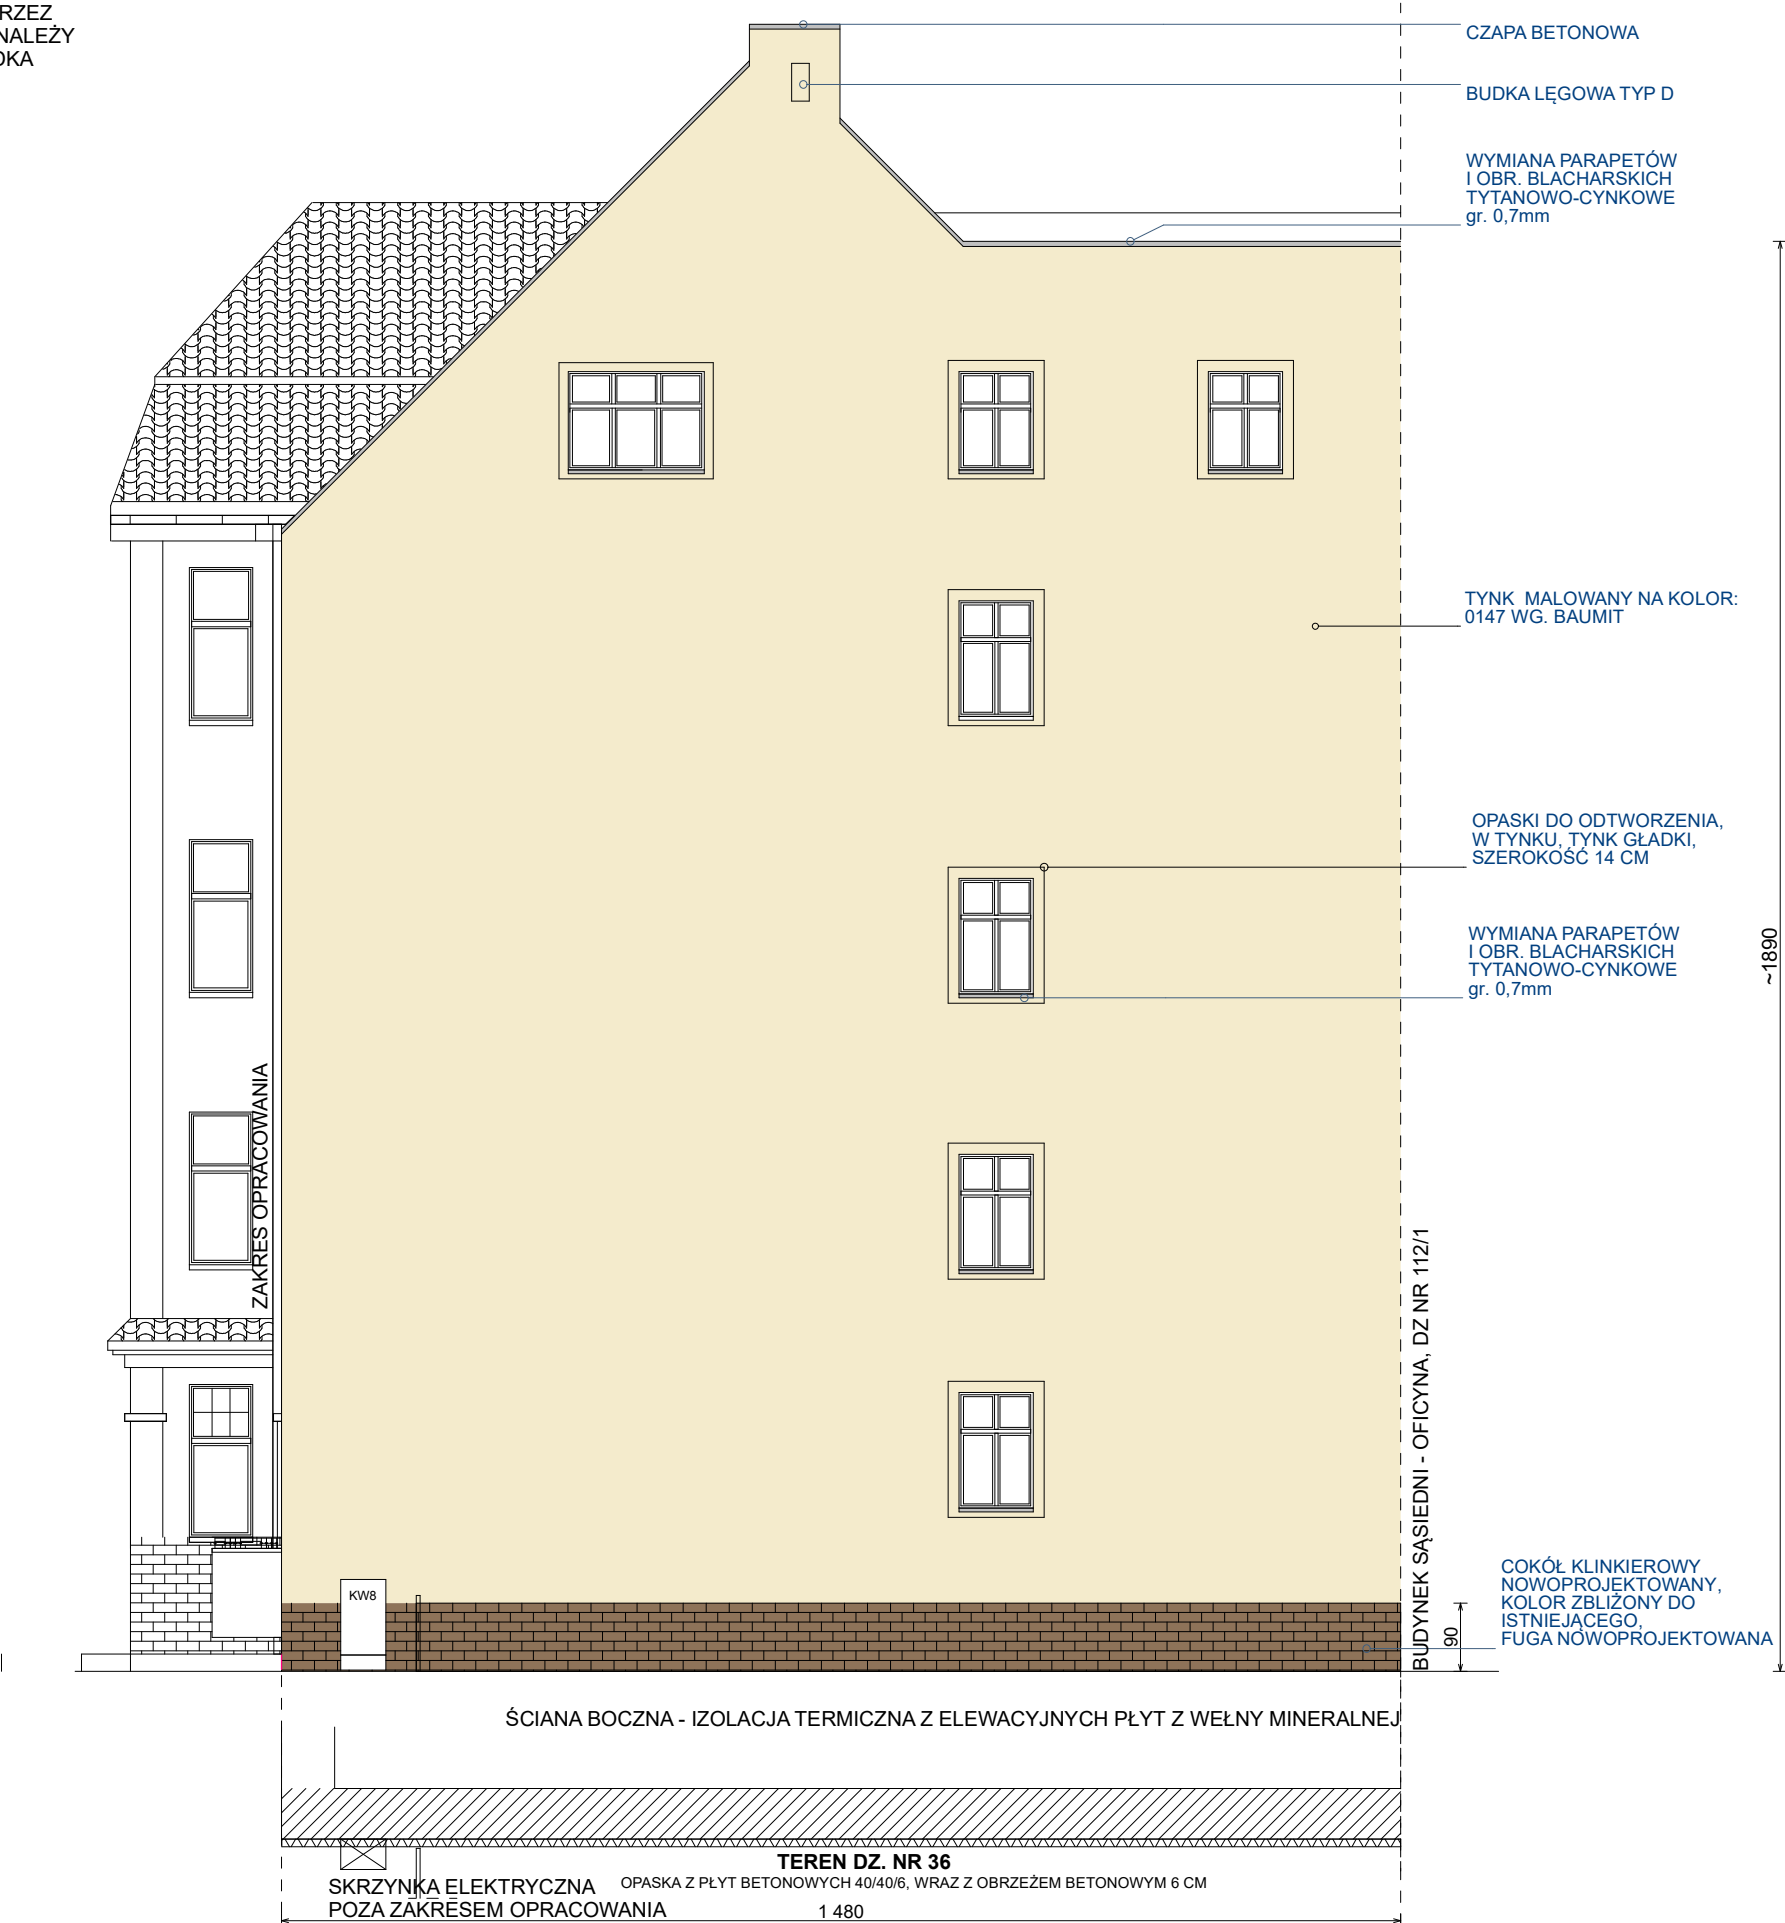 NALEŻY
CZAPA BETONOWA
BUDKA LĘGOWA TYP D
WYMIANA PARAPETÓW
I OBR. BLACHARSKICH
TYTANOWO-CYNKOWE
gr. 0,7mm
TYNK MALOWANY NA KOLOR:
0147 WG. BAUMIT
OPASKI DO ODTWORZENIA,
W TYNKU, TYNK GŁADKI,
SZEROKOŚĆ 14 CM
WYMIANA PARAPETÓW
I OBR. BLACHARSKICH
TYTANOWO-CYNKOWE
gr. 0,7mm
~1890
ZAKRES OPRACOWANIA
BUDYNEK SĄSIEDNI - OFICYNA, DZ NR 112/1
COKÓŁ KLINKIEROWY
NOWOPROJEKTOWANY,
KOLOR ZBLIŻONY DO
ISTNIEJĄCEGO,
FUGA NOWOPROJEKTOWANA
90
KW8
ŚCIANA BOCZNA - IZOLACJA TERMICZNA Z ELEWACYJNYCH PŁYT Z WEŁNY MINERALNEJ
TEREN DZ. NR 36
OPASKA Z PŁYT BETONOWYCH 40/40/6, WRAZ Z OBRZEŻEM BETONOWYM 6 CM
SKRZYNKA ELEKTRYCZNA
POZA ZAKRESEM OPRACOWANIA
1 480